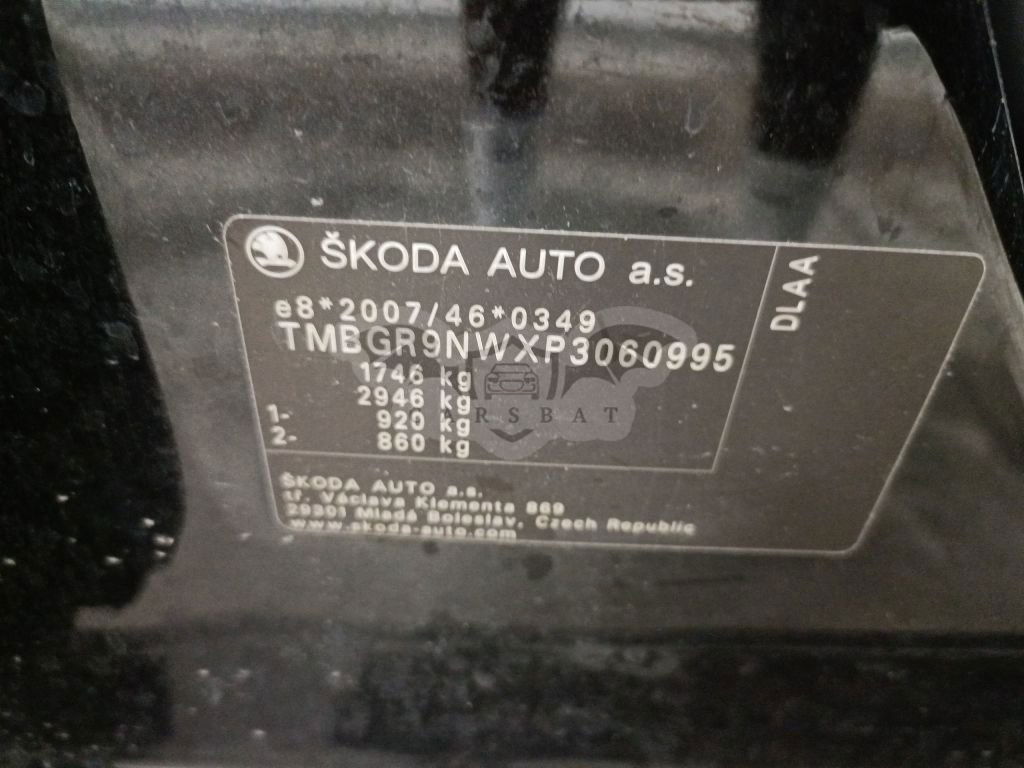 ŠKODA AUTO a.s.
DLAA
e8*2007/46*0349
TMBGR9NWXP3060995
1746 kg
2946 kg
1- 920 kg
2- 860 kg
CARSBAT
ŠKODA AUTO a.s.
tř. Václava Klementa 869
29301 Mladá Boleslav, Czech Republic
www.skoda-auto.com